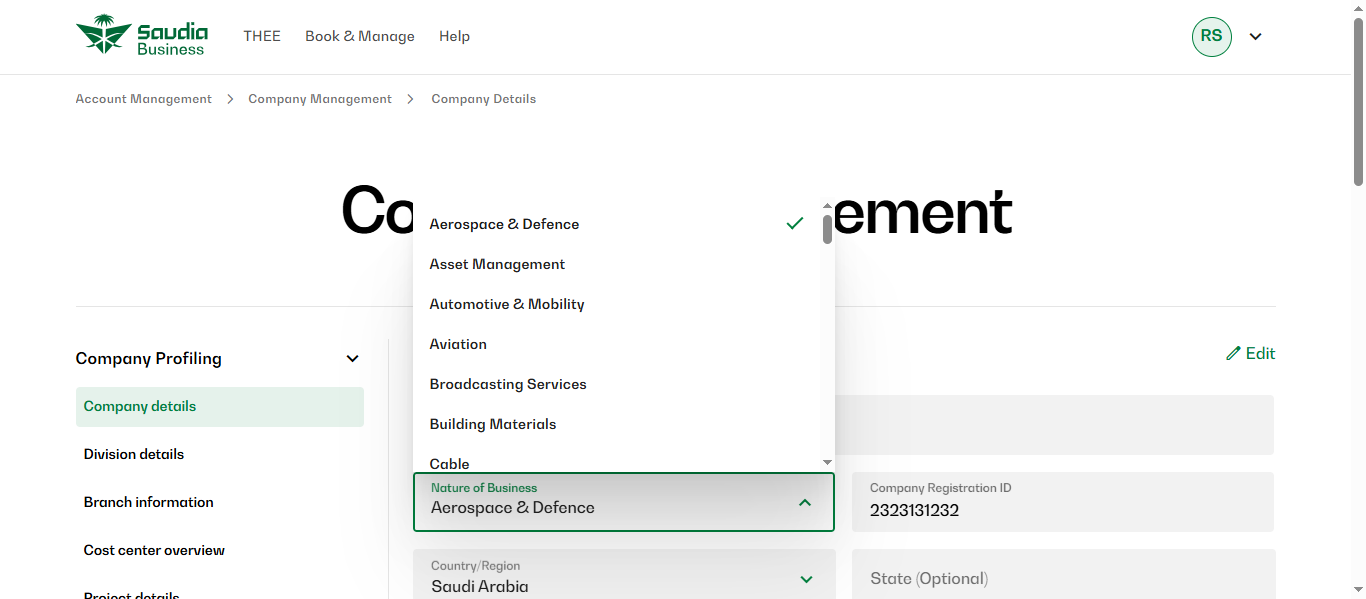 Saudia
Business
THEE
Book & Manage
Help
RS
Account Management
Company Management
Company Details
Co
ement
Aerospace & Defence
Asset Management
Automotive & Mobility
Aviation
Broadcasting Services
Building Materials
Cable
Company Profiling
Edit
Company details
Division details
Branch information
Cost center overview
Project details
Nature of Business
Aerospace & Defence
Company Registration ID
2323131232
Country/Region
Saudi Arabia
State (Optional)